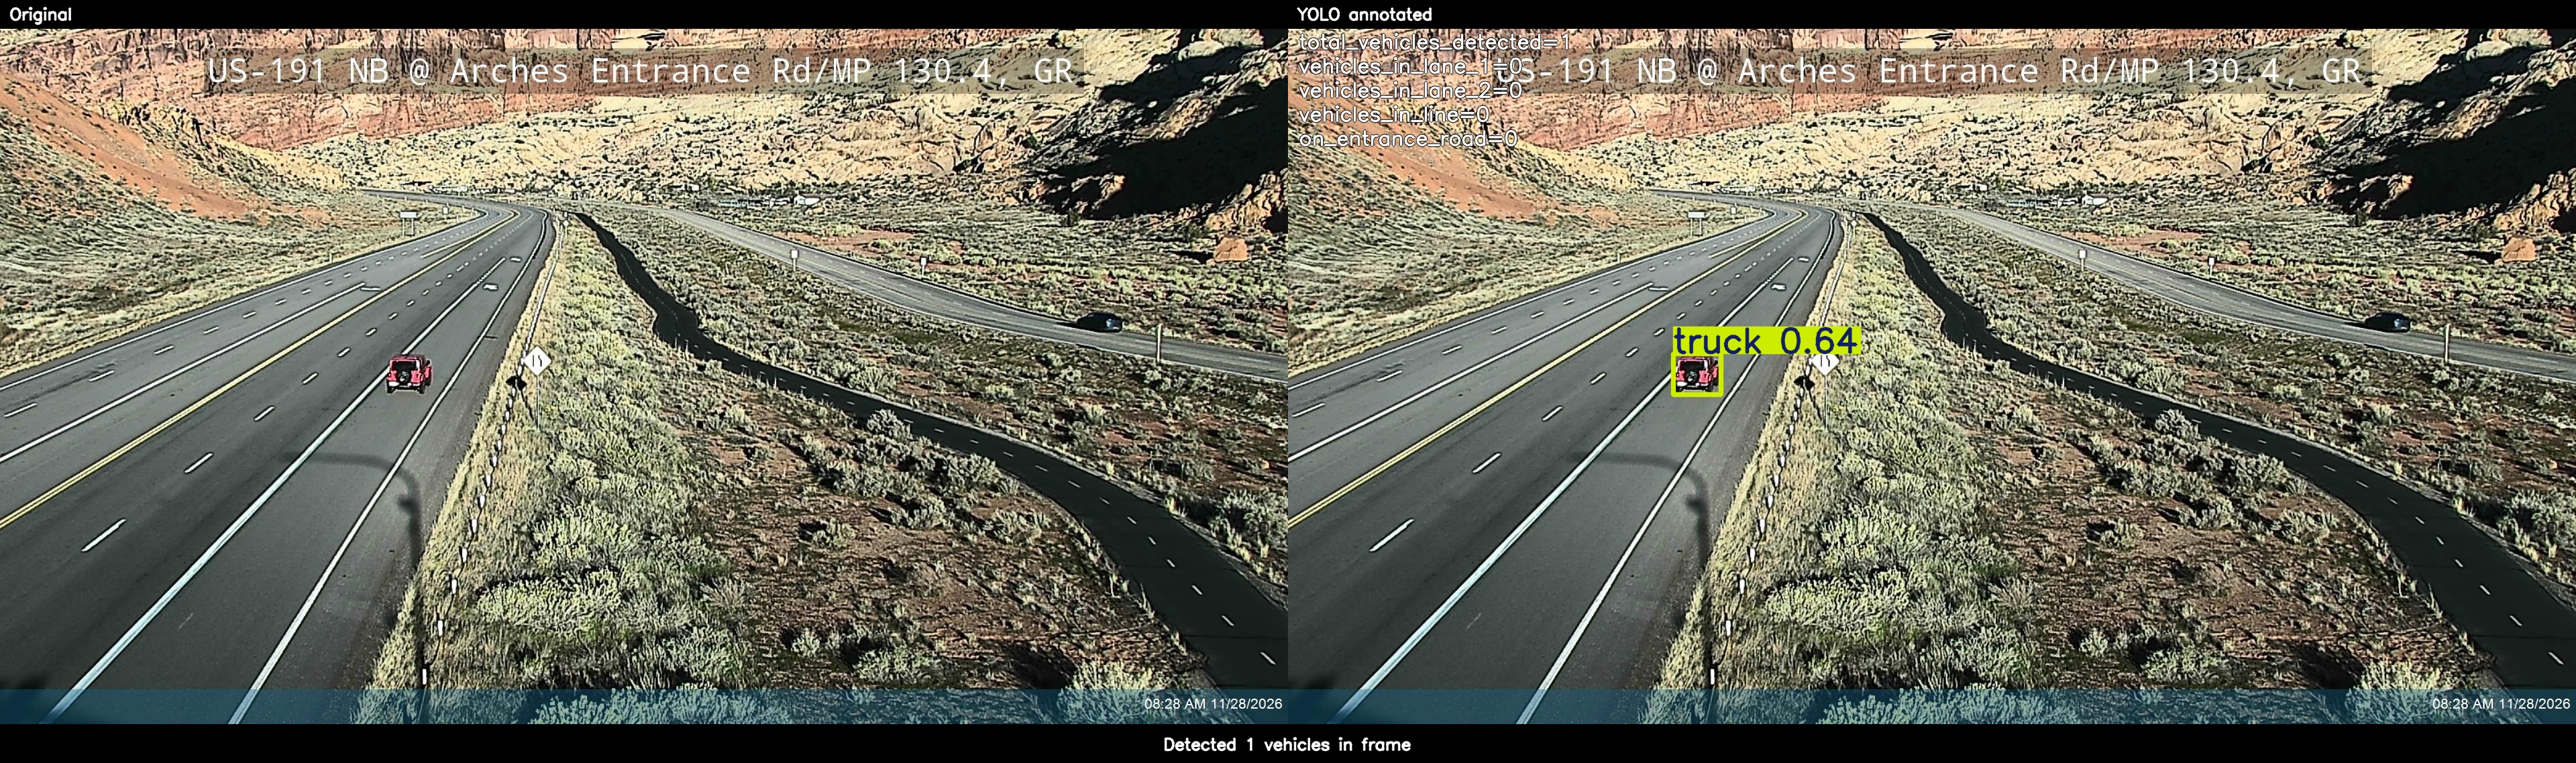 Original
US-191 NB @ Arches Entrance Rd/MP 130.4, GR
08:28 AM 11/28/2026
YOLO annotated
total_vehicles_detected=1
vehicles_in_lane_1=0
US-191 NB @ Arches Entrance Rd/MP 130.4, GR
vehicles_in_lane_2=0
vehicles_in_line=0
on_entrance_road=0
truck 0.64
08:28 AM 11/28/2026
Detected 1 vehicles in frame